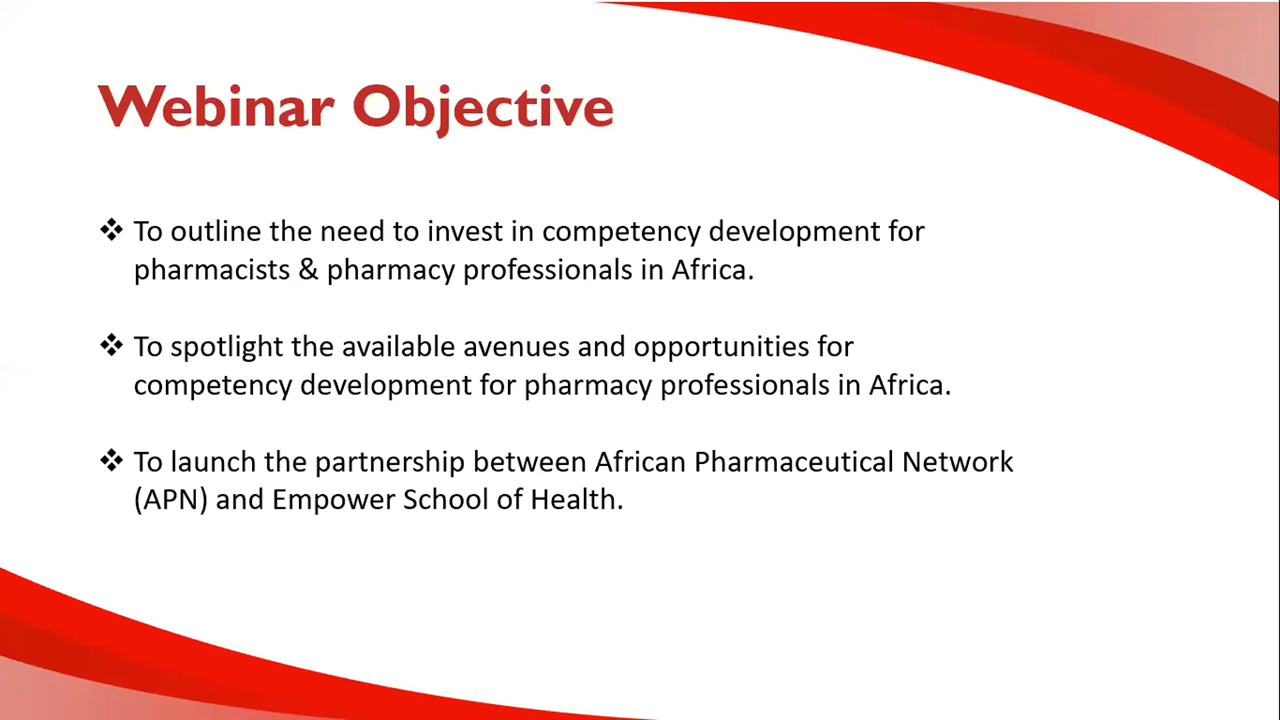 Webinar Objective
❖ To outline the need to invest in competency development for
pharmacists & pharmacy professionals in Africa.
❖ To spotlight the available avenues and opportunities for
competency development for pharmacy professionals in Africa.
❖ To launch the partnership between African Pharmaceutical Network
(APN) and Empower School of Health.